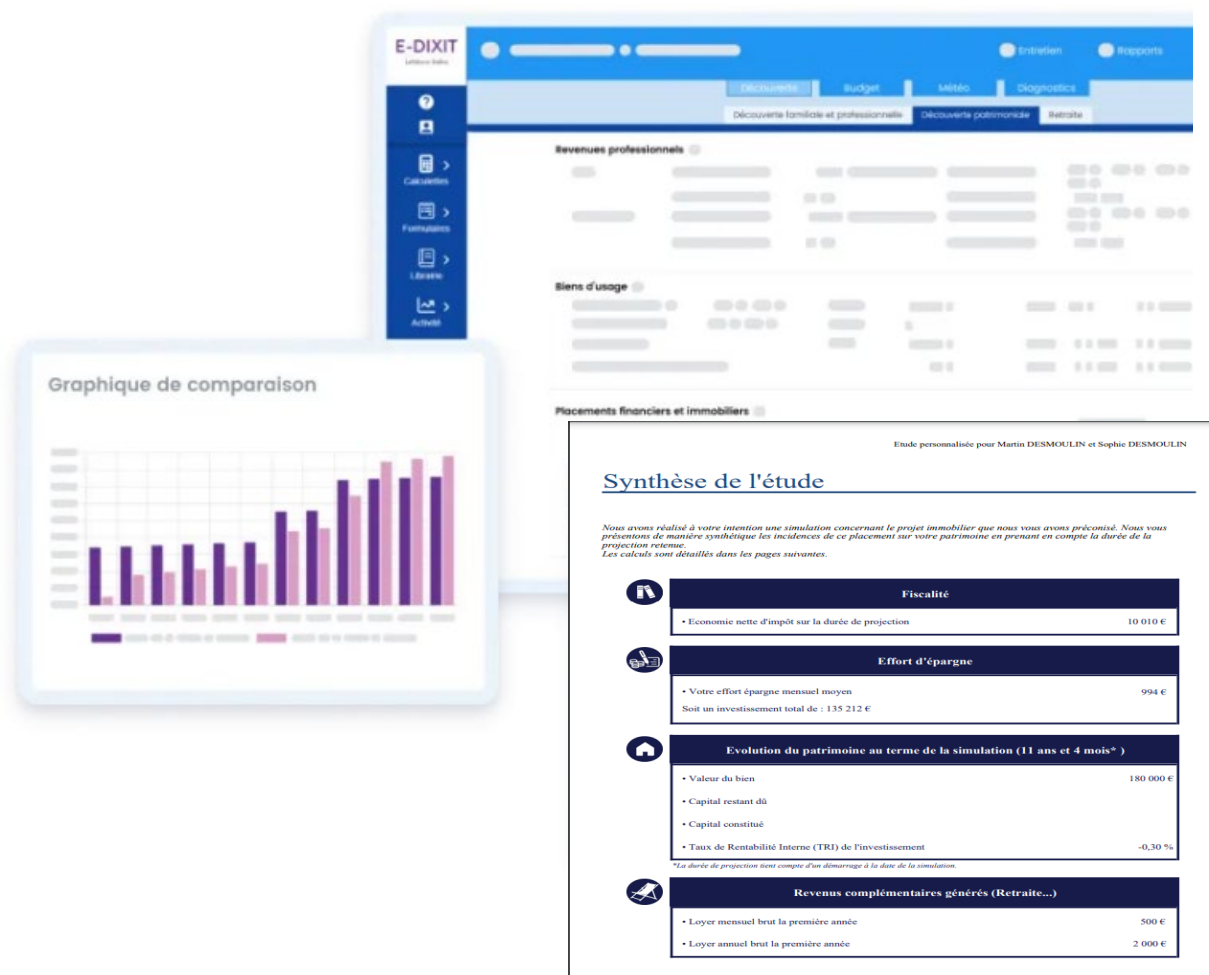 E-DIXIT
Lefebvre Dalloz
Entretien
Rapports
Découverte
Budget
Météo
Diagnostics
Découverte familiale et professionnelle
Découverte patrimoniale
Retraite
Calculettes
Formulaires
Librairie
Activité
Revenues professionnels
Biens d'usage
Placements financiers et immobiliers
Graphique de comparaison
Etude personnalisée pour Martin DESMOULIN et Sophie DESMOULIN
Synthèse de l'étude
Nous avons réalisé à votre intention une simulation concernant le projet immobilier que nous vous avons préconisé. Nous vous
présentons de manière synthétique les incidences de ce placement sur votre patrimoine en prenant en compte la durée de la
projection retenue.
Les calculs sont détaillés dans les pages suivantes.
Fiscalité
• Economie nette d'impôt sur la durée de projection 10 010 €
Effort d'épargne
• Votre effort épargne mensuel moyen 994 €
Soit un investissement total de : 135 212 €
Evolution du patrimoine au terme de la simulation (11 ans et 4 mois* )
• Valeur du bien 180 000 €
• Capital restant dû
• Capital constitué
• Taux de Rentabilité Interne (TRI) de l'investissement -0,30 %
*La durée de projection tient compte d'un démarrage à la date de la simulation.
Revenus complémentaires générés (Retraite...)
• Loyer mensuel brut la première année 500 €
• Loyer annuel brut la première année 2 000 €